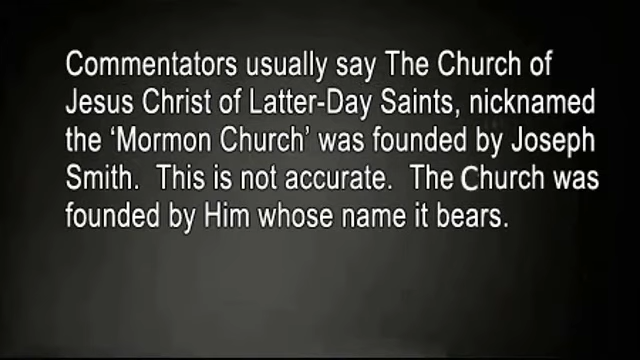 Commentators usually say The Church of
Jesus Christ of Latter-Day Saints, nicknamed
the ‘Mormon Church’ was founded by Joseph
Smith.  This is not accurate.  The Church was
founded by Him whose name it bears.